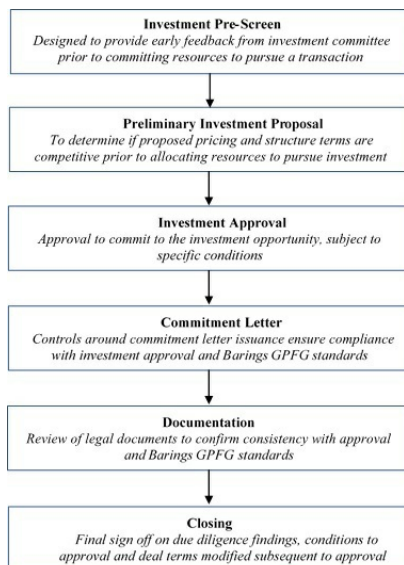 Investment Pre-Screen
Designed to provide early feedback from investment committee
prior to committing resources to pursue a transaction
Preliminary Investment Proposal
To determine if proposed pricing and structure terms are
competitive prior to allocating resources to pursue investment
Investment Approval
Approval to commit to the investment opportunity, subject to
specific conditions
Commitment Letter
Controls around commitment letter issuance ensure compliance
with investment approval and Barings GPFG standards
Documentation
Review of legal documents to confirm consistency with approval
and Barings GPFG standards
Closing
Final sign off on due diligence findings, conditions to
approval and deal terms modified subsequent to approval